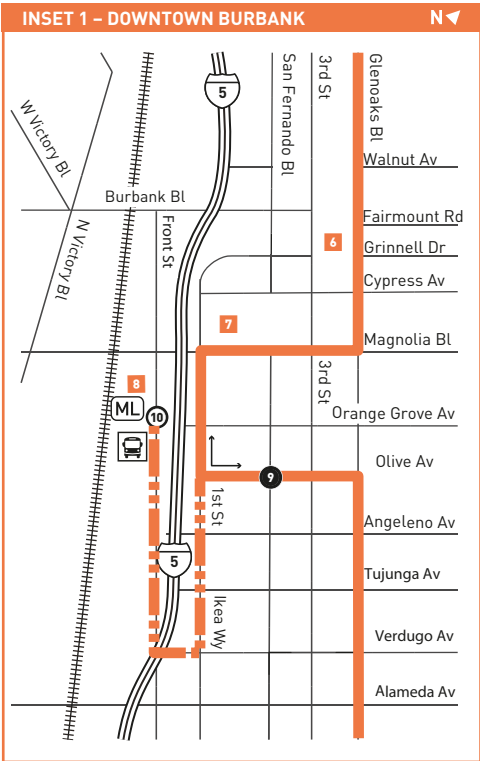 INSET 1 – DOWNTOWN BURBANK
N
5
San Fernando Bl
3rd St
Glenoaks Bl
W Victory Bl
Walnut Av
Burbank Bl
N Victory Bl
Front St
Fairmount Rd
6
Grinnell Dr
Cypress Av
7
Magnolia Bl
3rd St
8
ML
10
Orange Grove Av
Olive Av
9
1st St
Angeleno Av
5
Tujunga Av
Ikea Wy
Verdugo Av
Alameda Av